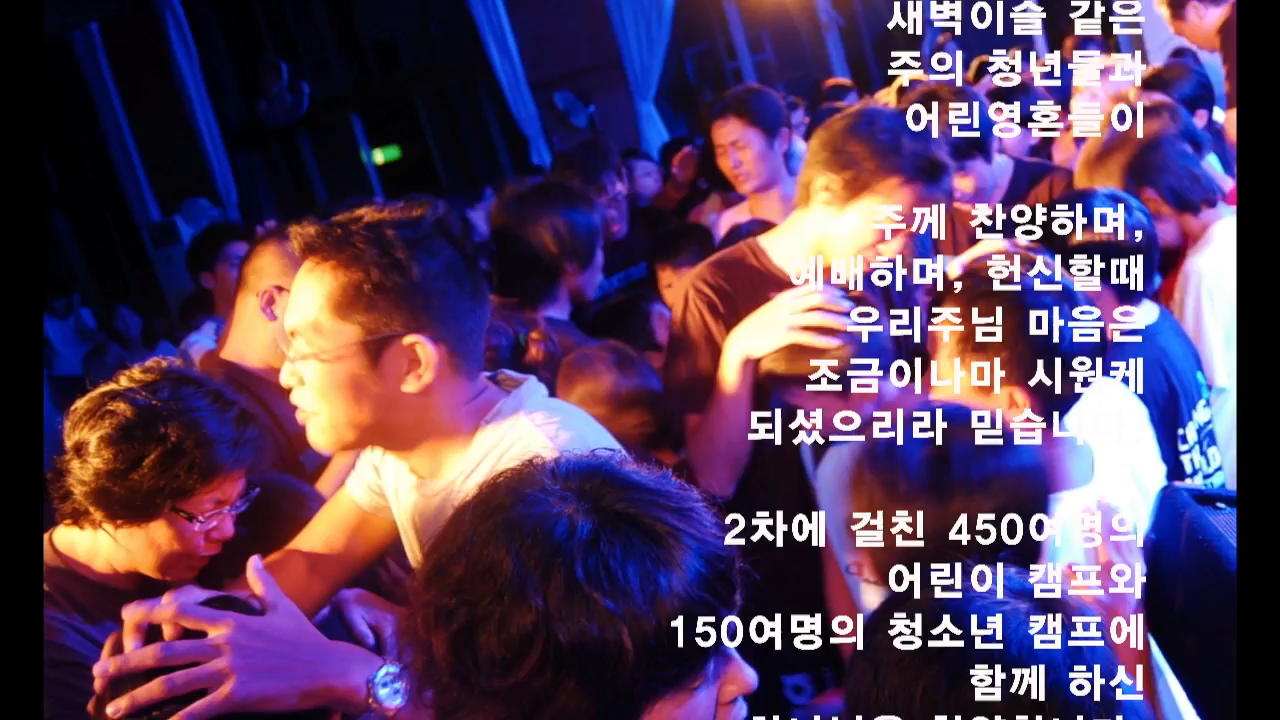 새벽이슬 같은
주의 청년들과
어린영혼들이
주께 찬양하며,
예배하며, 헌신할때
우리주님 마음은
조금이나마 시원케
되셨으리라 믿습니다.
2차에 걸친 450여명의
어린이 캠프와
150여명의 청소년 캠프에
함께 하신